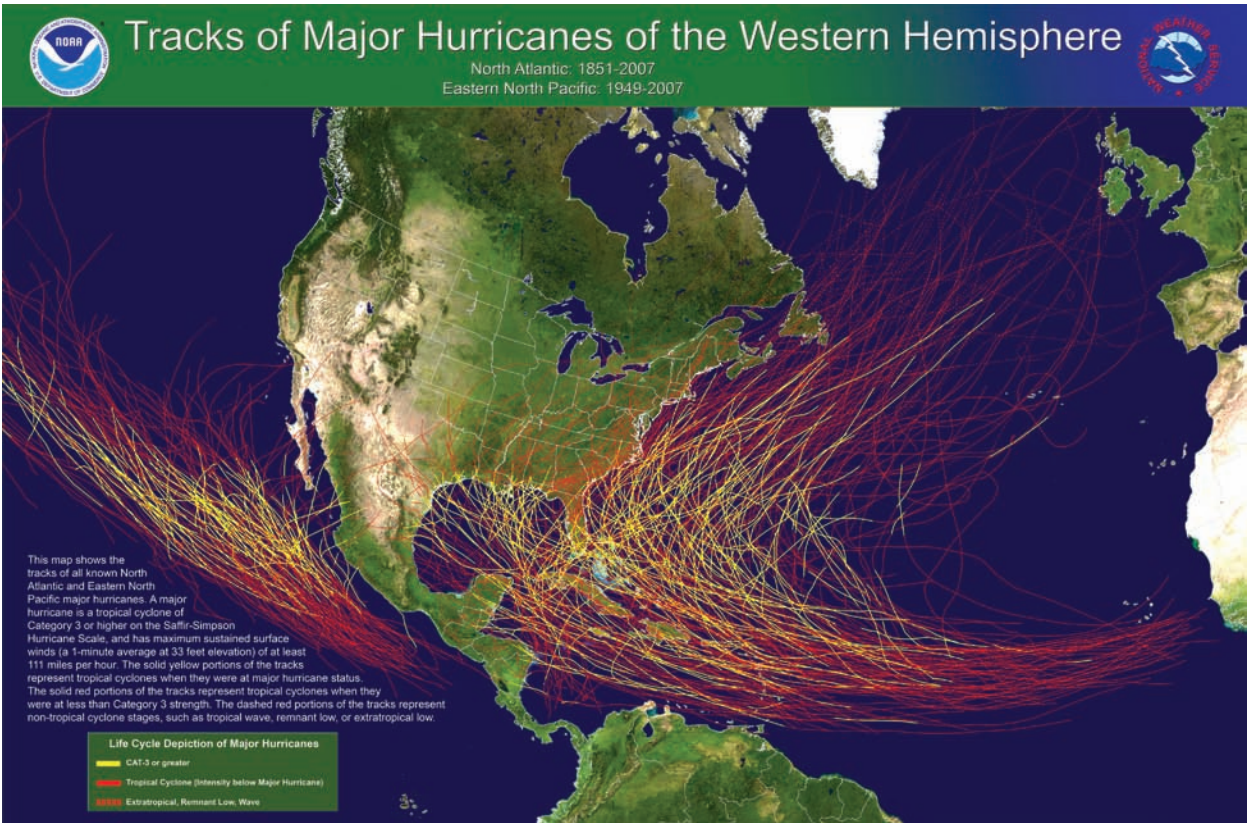 NOAA
Tracks of Major Hurricanes of the Western Hemisphere
North Atlantic: 1851-2007
Eastern North Pacific: 1949-2007
NATIONAL WEATHER SERVICE
This map shows the
tracks of all known North
Atlantic and Eastern North
Pacific major hurricanes. A major
hurricane is a tropical cyclone of
Category 3 or higher on the Saffir-Simpson
Hurricane Scale, and has maximum sustained surface
winds (a 1-minute average at 33 feet elevation) of at least
111 miles per hour. The solid yellow portions of the tracks
represent tropical cyclones when they were at major hurricane status.
The solid red portions of the tracks represent tropical cyclones when they
were at less than Category 3 strength. The dashed red portions of the tracks represent
non-tropical cyclone stages, such as tropical wave, remnant low, or extratropical low.
Life Cycle Depiction of Major Hurricanes
CAT-3 or greater
Tropical Cyclone (Intensity below Major Hurricane)
Extratropical, Remnant Low, Wave